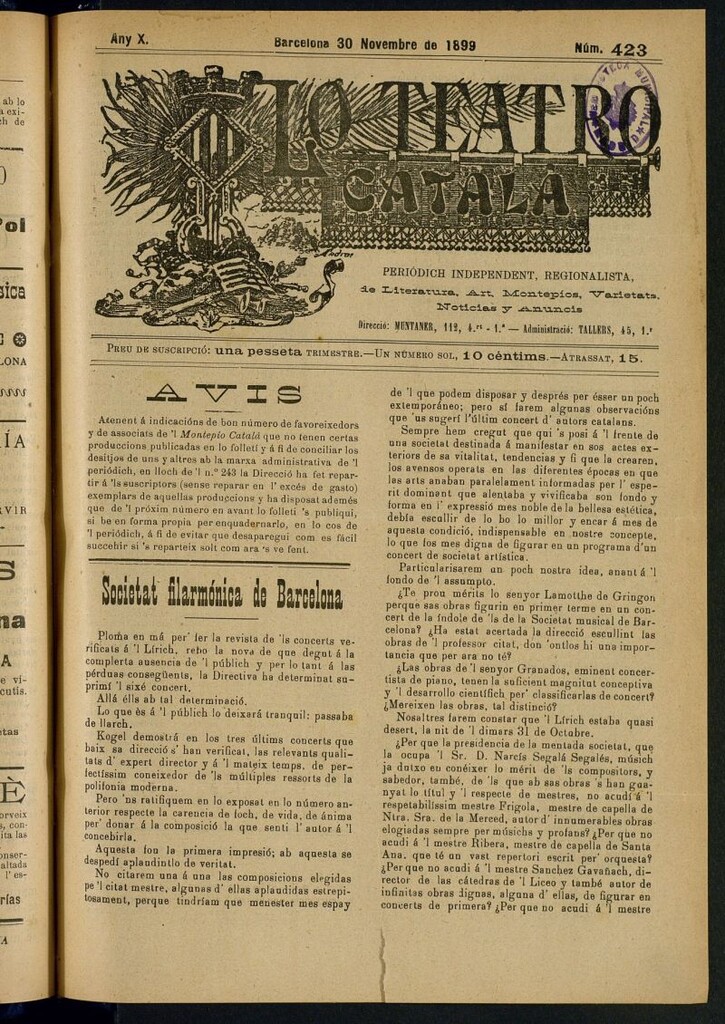 Any X.
Barcelona 30 Novembre de 1899
Núm. 423
LO TEATRO
CATALÀ
PERIÓDICH INDEPENDENT, REGIONALISTA,
de Literatura, Art, Montepios, Varietats,
Noticias y Anuncis
Direcció: MUNTANER, 112, 4.rt - 1.ª — Administració: TALLERS, 45, 1.r
PREU DE SUSCRIPCIÓ: una pesseta TRIMESTRE.—UN NÚMERO SOL, 10 céntims.—ATRASSAT, 15.
AVIS
Atenent á indicacións de bon número de favoreixedors
y de associats de 'l Montepio Catalá que no tenen certas
produccions publicadas en lo folletí y á fi de conciliar los
desitjos de uns y altres ab la marxa administrativa de 'l
periódich, en lloch de 'l n.º 243 la Direcció ha fet repar-
tir á 'ls suscriptors (sense reparar en l' excés de gasto)
exemplars de aquellas produccions y ha disposat ademés
que de 'l próxim número en avant lo folletí 's publiqui,
si be en forma propia per enquadernarlo, en lo cos de
'l periódich, á fi de evitar que desaparegui com es fácil
succehir si 's reparteix solt com ara 's ve fent.
Societat filarmónica de Barcelona
Ploma en má per' fer la revista de 'ls concerts ve-
rificats á 'l Lírich, rebo la nova de que degut á la
complerta ausencia de 'l públich y per lo tant á las
pérduas consegüents, la Directiva ha determinat su-
primí 'l sixé concert.
Allá élls ab tal determinació.
Lo que ès á 'l públich lo deixará tranquil: passaba
de llarch.
Kogel demostrá en los tres últims concerts que
baix sa direcció s' han verificat, las relevants quali-
tats d' expert director y á 'l mateix temps, de per-
fectíssim coneixedor de 'ls múltiples ressorts de la
polifonia moderna.
Pero 'ns ratifiquem en lo exposat en lo número an-
terior respecte la carencia de foch, de vida, de ánima
per' donar á la composició la que sentí l' autor á 'l
concebirla.
Aquesta fou la primera impresió; ab aquesta se
despedí aplaudintlo de veritat.
No citarem una á una las composicions elegidas
pe 'l citat mestre, algunas d' ellas aplaudidas estrepi-
tosament, perque tindríam que menester mes espay
de 'l que podem disposar y després per ésser un poch
extemporáneo; pero sí farem algunas observacións
que 'us sugerí l'últim concert d' autors catalans.
Sempre hem cregut que qui 's posi á 'l frente de
una societat destinada á manifestar en sos actes ex-
teriors de sa vitalitat, tendencias y fi que la crearen,
los avensos operats en las diferentes épocas en que
las arts anaban paralelament informadas per l' espe-
rit dominant que alentaba y vivificaba son fondo y
forma en l' expressió mes noble de la bellesa estética,
debía escullir de lo bo lo millor y encar á mes de
aquesta condició, indispensable en nostre concepte,
lo que fos mes digna de figurar en un programa d'un
concert de societat artística.
Particularisarem un poch nostra idea, anant á 'l
fondo de 'l assumpto.
¿Te prou mérits lo senyor Lamotthe de Gringon
perque sas obras figurin en primer terme en un con-
cert de la índole de 'ls de la Societat musical de Bar-
celona? ¿Ha estat acertada la direcció escullint las
obras de 'l professor citat, don 'ontlos hi una impor-
tancia que per ara no té?
¿Las obras de 'l senyor Granados, eminent concer-
tista de piano, tenen la suficient magnitut conceptiva
y 'l desarrollo científich per' classificarlas de concert?
¿Mereixen las obras, tal distinció?
Nosaltres farem constar que 'l Lírich estaba quasi
desert, la nit de 'l dimars 31 de Octubre.
¿Per que la presidencia de la mentada societat, que
la ocupa 'l Sr. D. Narcís Segalá Segalés, músich
ja dutxo en conéixer lo mérit de 'ls compositors, y
sabedor, també, de 'ls que ab sas obras 's han gua-
nyat lo títul y 'l respecte de mestres, no acudí á 'l
respetabilíssim mestre Frigola, mestre de capella de
Ntra. Sra. de la Merced, autor d' innumerables obras
elogiadas sempre per músichs y profans? ¿Per que no
acudi á 'l mestre Ribera, mestre de capella de Santa
Ana, que té un vast repertori escrit per' orquesta?
¿Per que no acudí á 'l mestre Sanchez Gavañach, di-
rector de las cátedras de 'l Liceo y també autor de
infinitas obras dignas, alguna d' ellas, de figurar en
concerts de primera? ¿Per que no acudi á 'l mestre